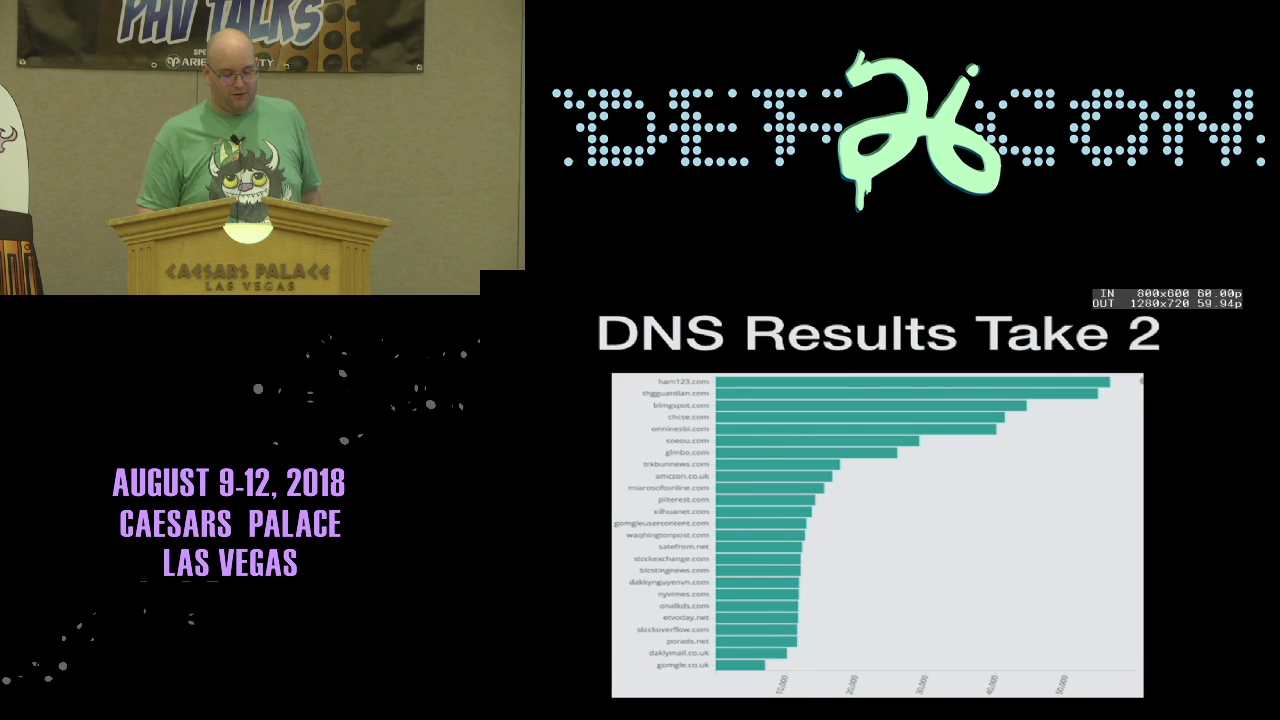 PHV TALKS
DEF CON
26
CAESARS PALACE
LAS VEGAS
IN 800x600 60.00p
OUT 1280x720 59.94p
DNS Results Take 2
ham123.com
thgguardian.com
blmgspot.com
chcse.com
onninesbi.com
soeou.com
glmbo.com
trkbunnews.com
amczon.co.uk
miarosoftonline.com
pilterest.com
xilhuanet.com
gomgleusercontent.com
waqhingtonpost.com
satefrom.net
stcckexchange.com
blcstingnews.com
dakkynguyenvn.com
nyvimes.com
onalkds.com
etvoday.net
stcckoverflow.com
porads.net
daklymail.co.uk
gomgle.co.uk
10,000 20,000 30,000 40,000 50,000
AUGUST 9-12, 2018
CAESARS PALACE
LAS VEGAS